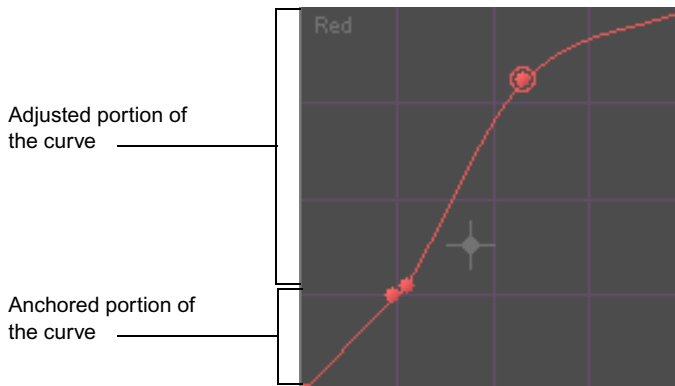 Red
Adjusted portion of
the curve
Anchored portion of
the curve